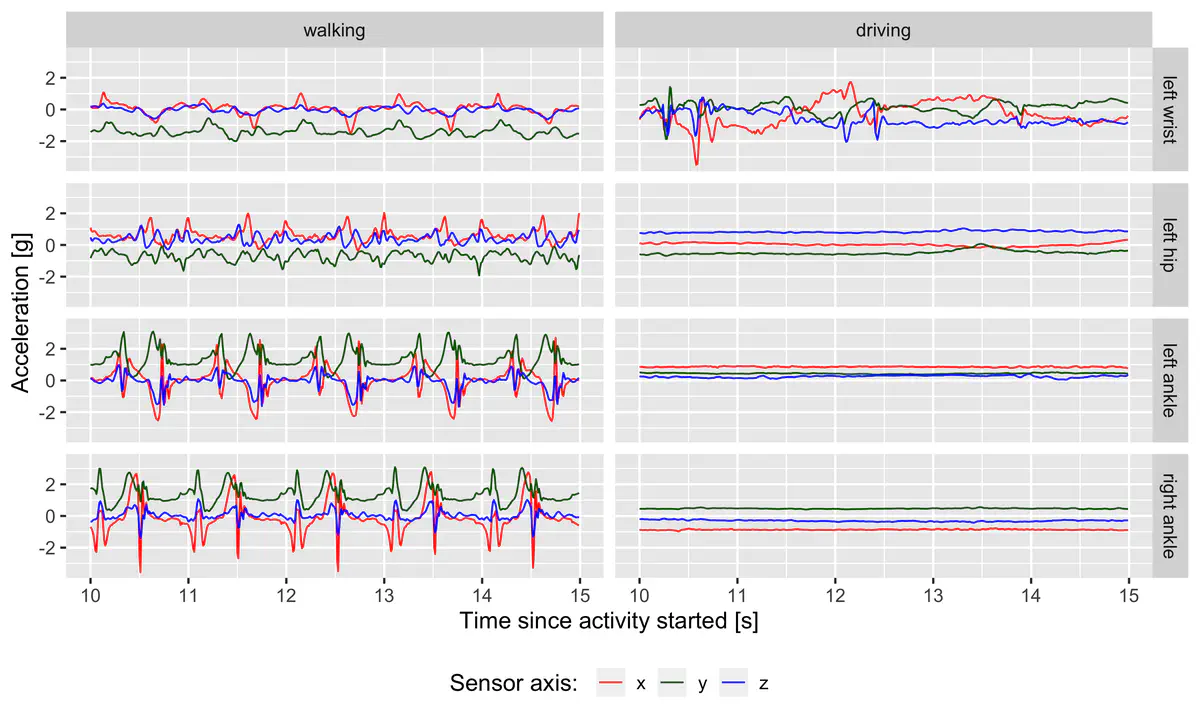 walking
driving
2
0
-2
left wrist
2
0
-2
left hip
2
0
-2
left ankle
2
0
-2
right ankle
10 11 12 13 14 15
10 11 12 13 14 15
Acceleration [g]
Time since activity started [s]
Sensor axis: x y z